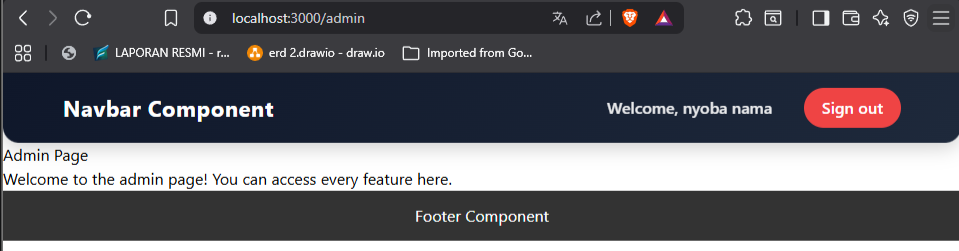 localhost:3000/admin
LAPORAN RESMI - r... erd 2.drawio - draw.io Imported from Go...
Navbar Component Welcome, nyoba nama Sign out
Admin Page
Welcome to the admin page! You can access every feature here.
Footer Component